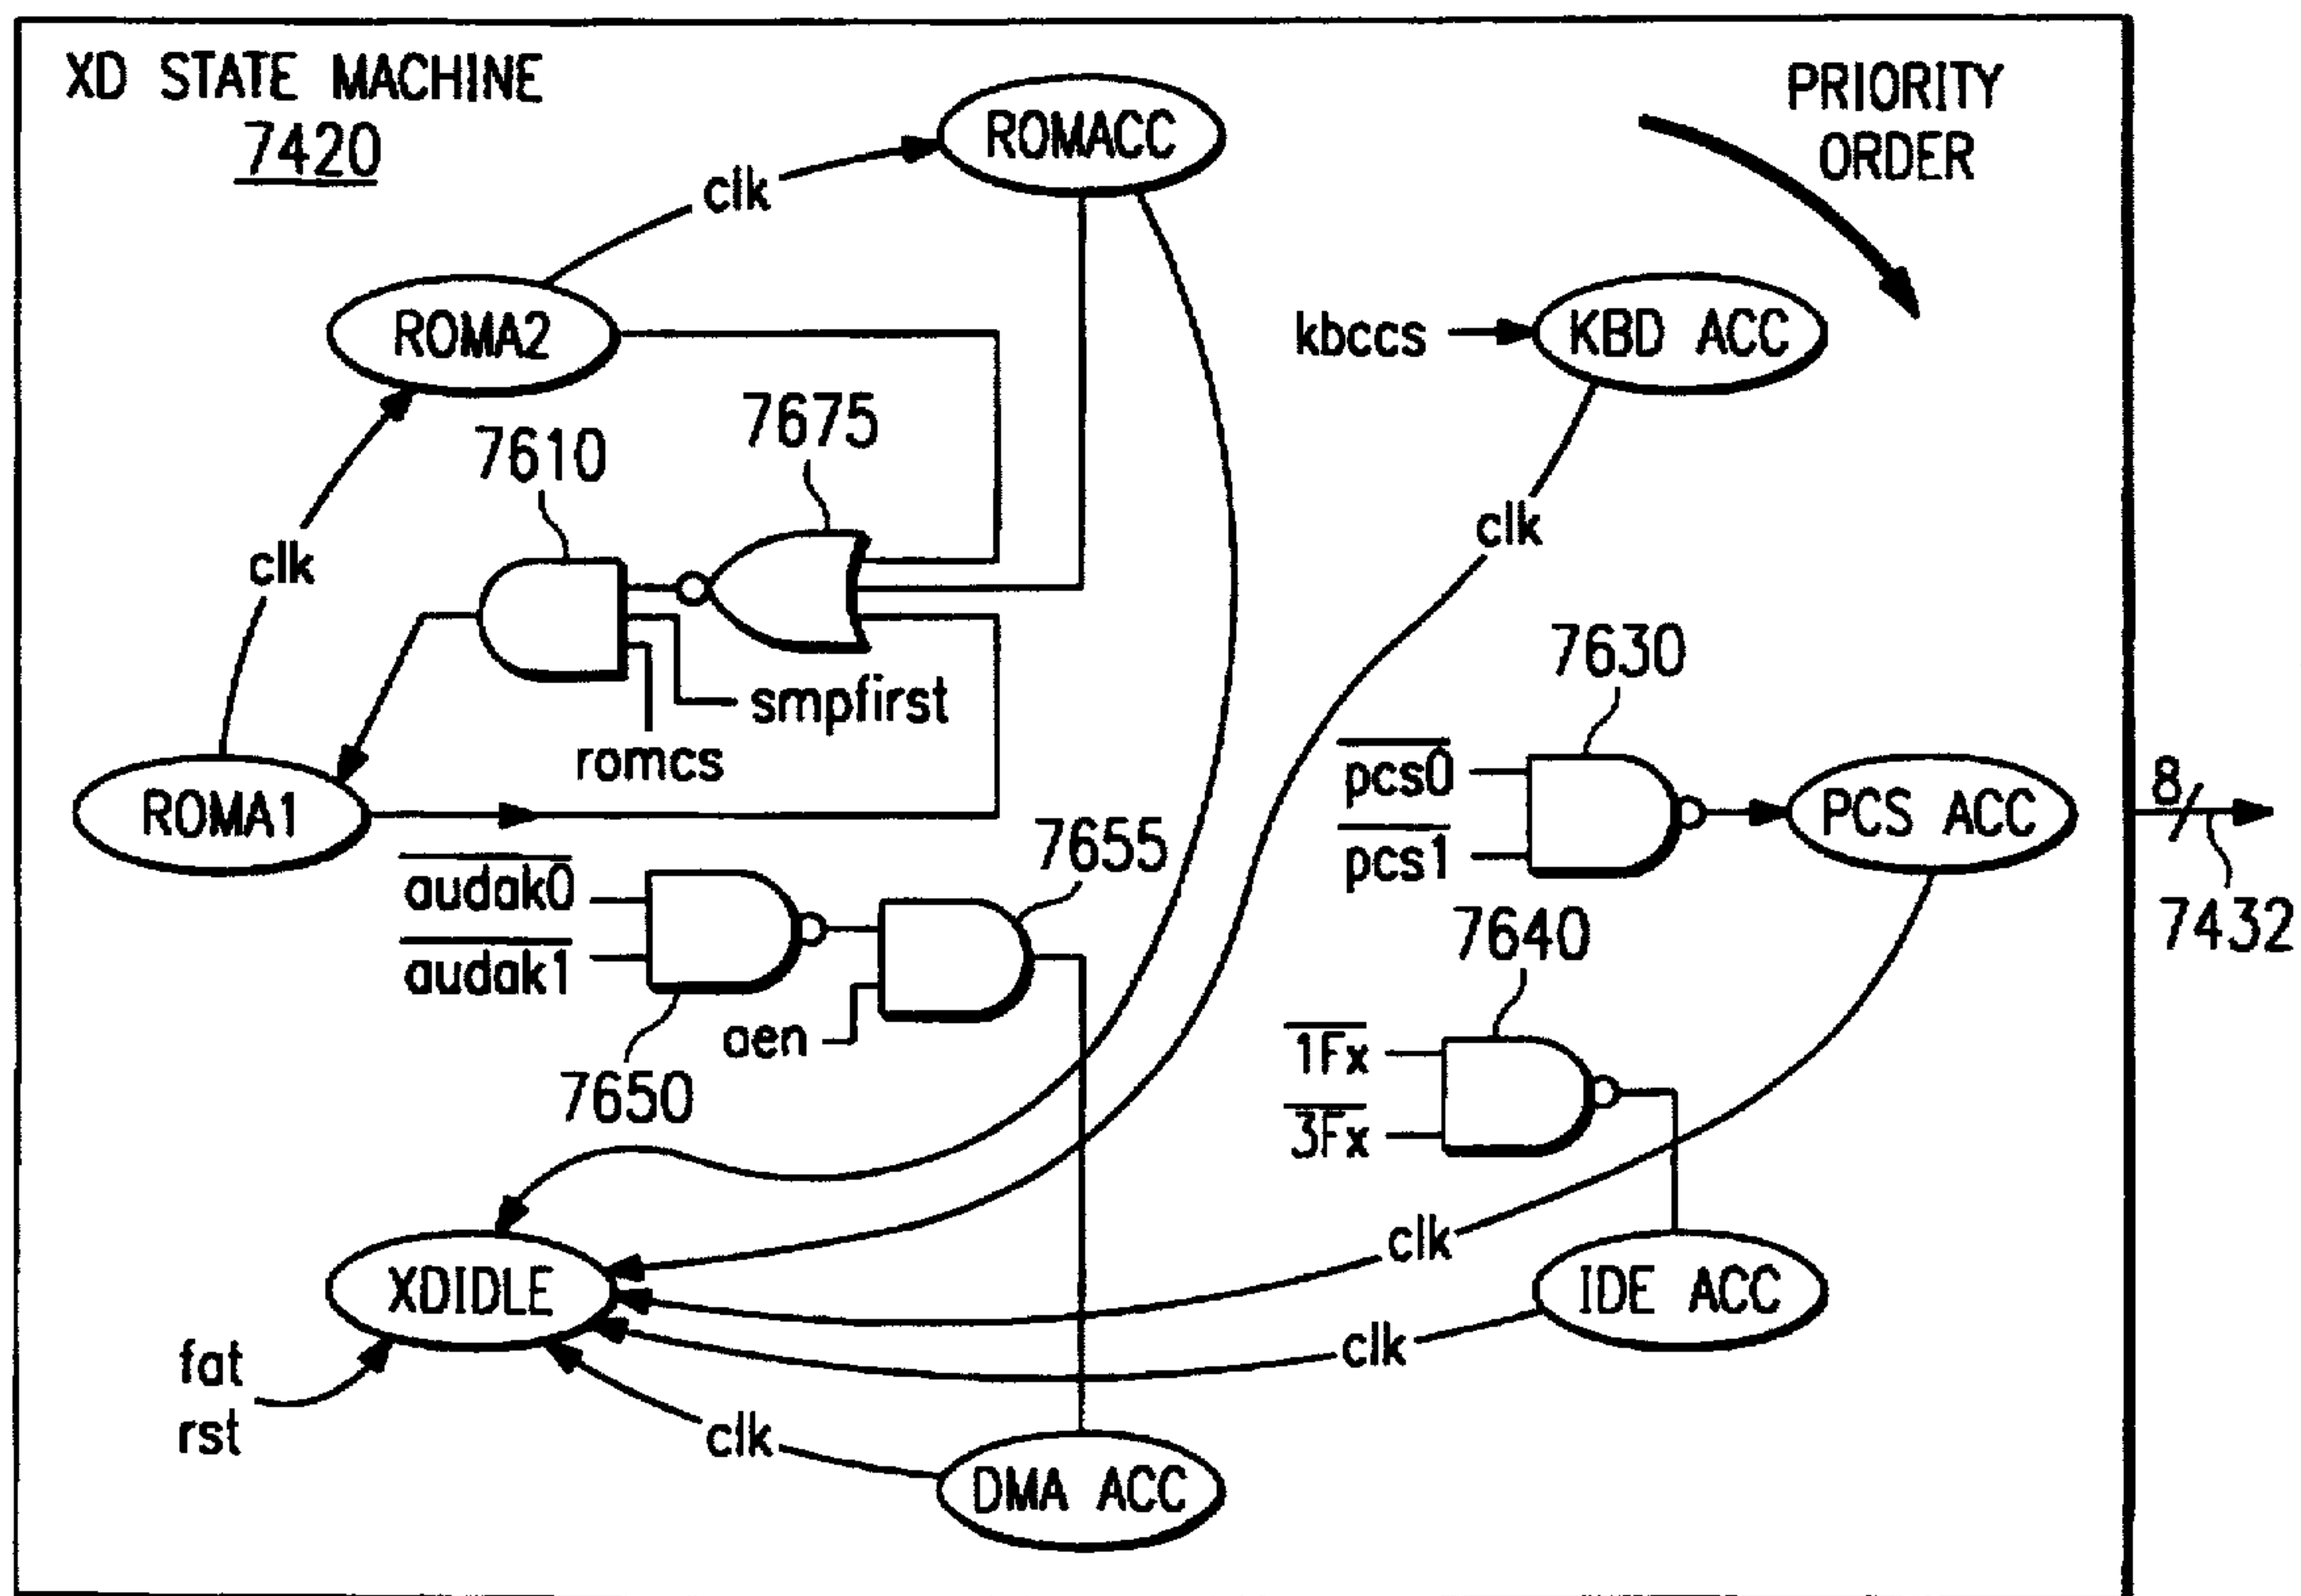 XD STATE MACHINE
7420
PRIORITY
ORDER
ROMACC
clk
ROMA2
kbccs
KBD ACC
7675
7610
clk
clk
smpfirst
romcs
7630
pcs0
pcs1
PCS ACC
8
7432
ROMA1
7655
audak0
audak1
aen
7650
7640
1Fx
3Fx
clk
XDIDLE
IDE ACC
clk
fat
rst
clk
DMA ACC